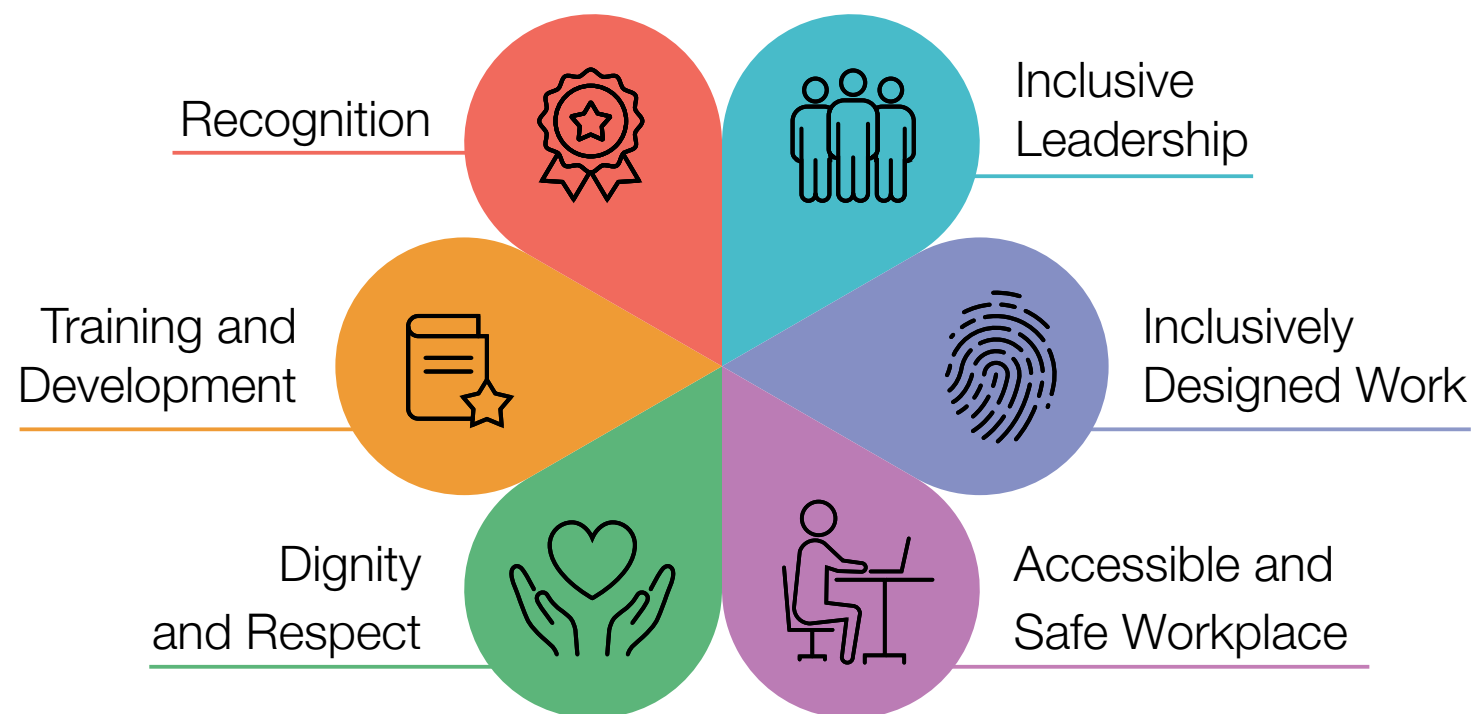 Recognition
Inclusive
Leadership
Training and
Development
Inclusively
Designed Work
Dignity
and Respect
Accessible and
Safe Workplace